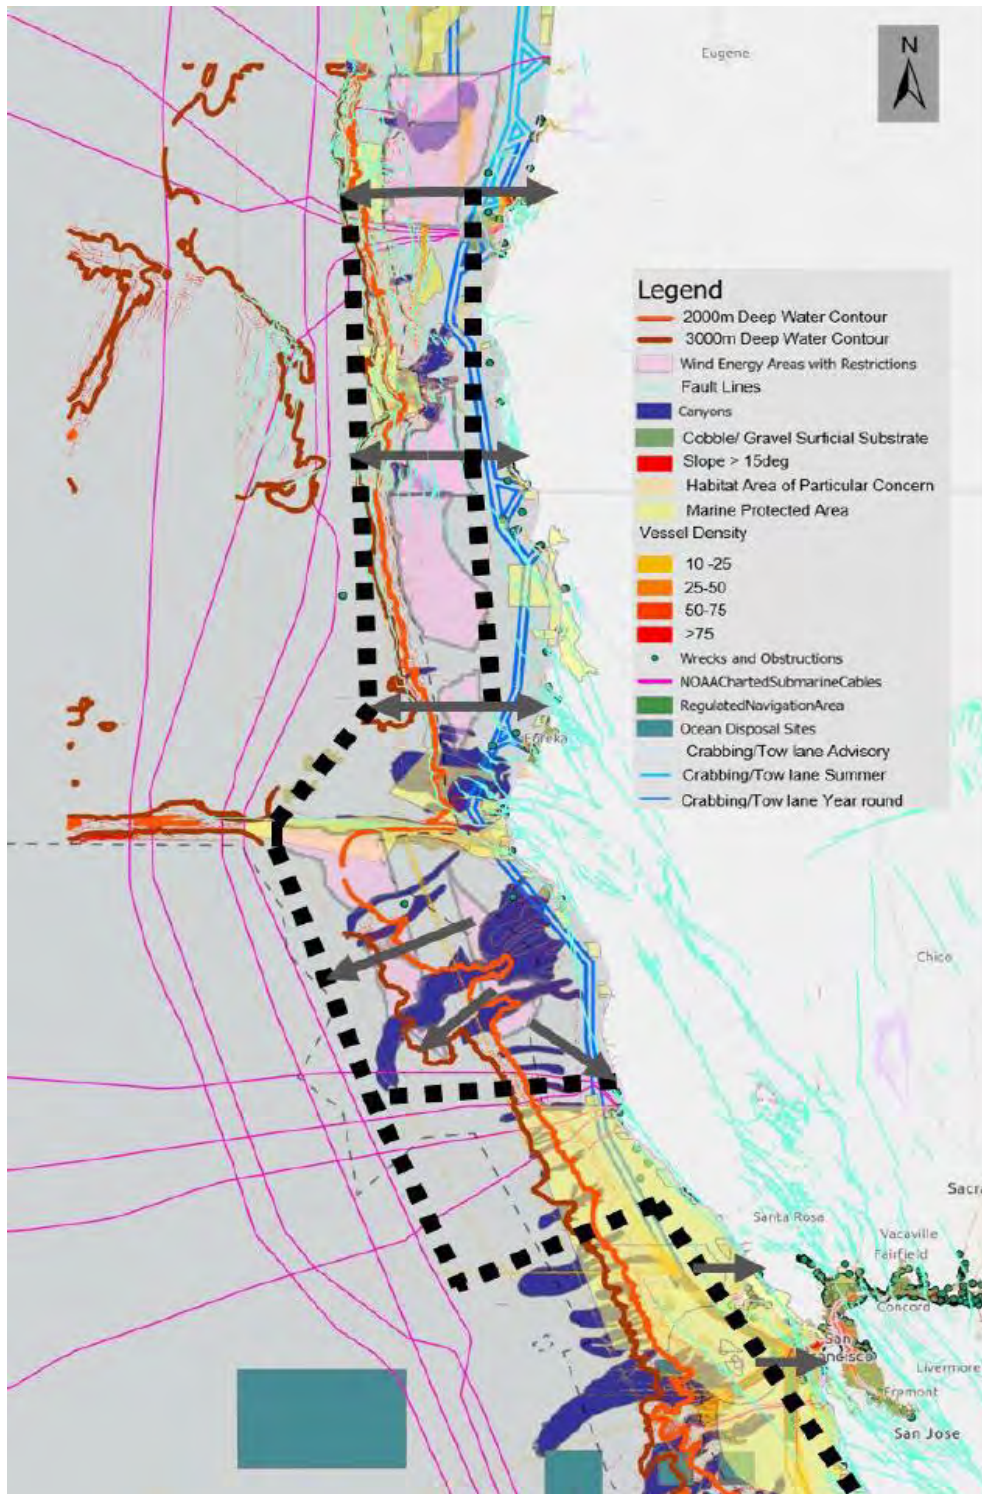 N
Eugene
Legend
2000m Deep Water Contour
3000m Deep Water Contour
Wind Energy Areas with Restrictions
Fault Lines
Canyons
Cobble/ Gravel Surficial Substrate
Slope > 15deg
Habitat Area of Particular Concern
Marine Protected Area
Vessel Density
10 -25
25-50
50-75
>75
Wrecks and Obstructions
NOAAChartedSubmarineCables
RegulatedNavigationArea
Ocean Disposal Sites
Crabbing/Tow lane Advisory
Crabbing/Tow lane Summer
Crabbing/Tow lane Year round
Eureka
Chico
Sacra
Santa Rosa
Vacaville
Fairfield
Concord
San
Livermore
Fremont
San Jose